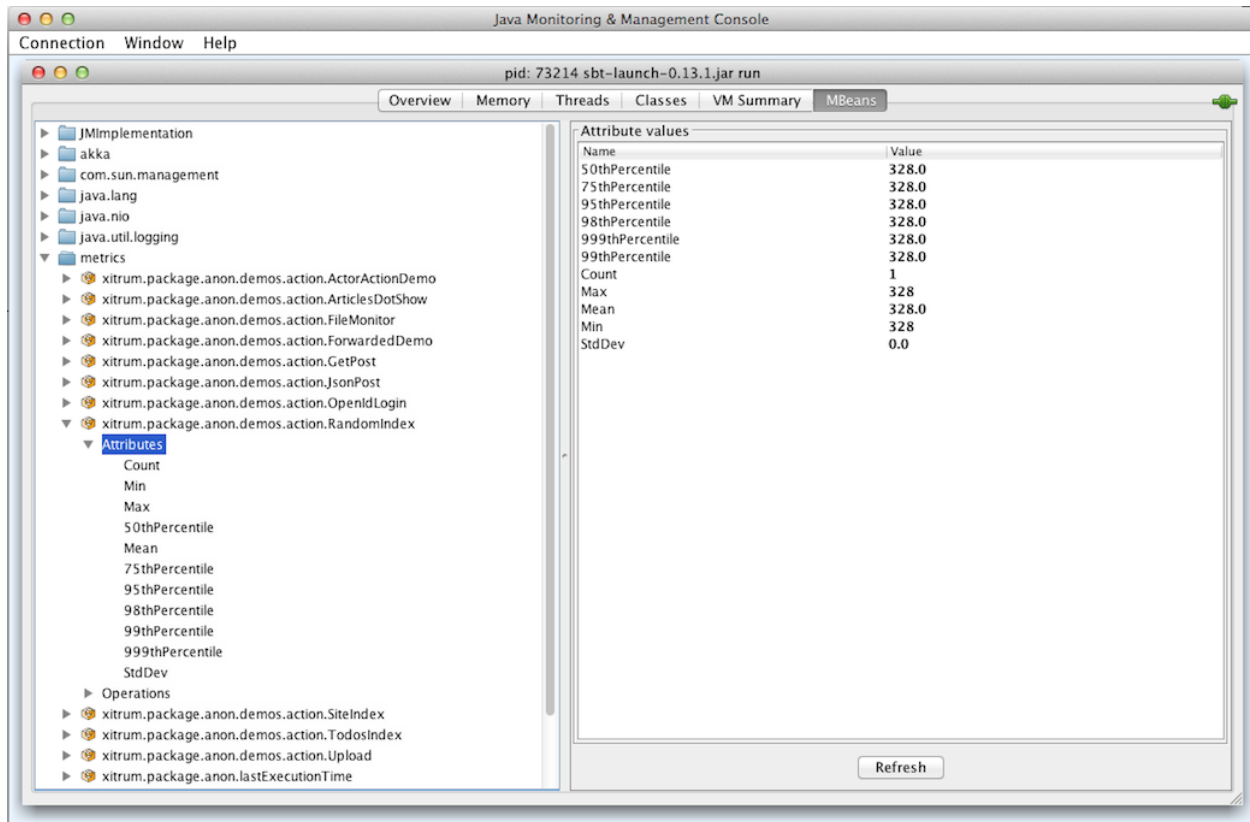 Java Monitoring & Management Console
Connection Window Help
pid: 73214 sbt-launch-0.13.1.jar run
Overview Memory Threads Classes VM Summary MBeans
JMImplementation
akka
com.sun.management
java.lang
java.nio
java.util.logging
metrics
xitrum.package.anon.demos.action.ActorActionDemo
xitrum.package.anon.demos.action.ArticlesDotShow
xitrum.package.anon.demos.action.FileMonitor
xitrum.package.anon.demos.action.ForwardedDemo
xitrum.package.anon.demos.action.GetPost
xitrum.package.anon.demos.action.JsonPost
xitrum.package.anon.demos.action.OpenIdLogin
xitrum.package.anon.demos.action.RandomIndex
Attributes
Count
Min
Max
50thPercentile
Mean
75thPercentile
95thPercentile
98thPercentile
99thPercentile
999thPercentile
StdDev
Operations
xitrum.package.anon.demos.action.SiteIndex
xitrum.package.anon.demos.action.TodosIndex
xitrum.package.anon.demos.action.Upload
xitrum.package.anon.lastExecutionTime
Attribute values
Name Value
50thPercentile 328.0
75thPercentile 328.0
95thPercentile 328.0
98thPercentile 328.0
999thPercentile 328.0
99thPercentile 328.0
Count 1
Max 328
Mean 328.0
Min 328
StdDev 0.0
Refresh